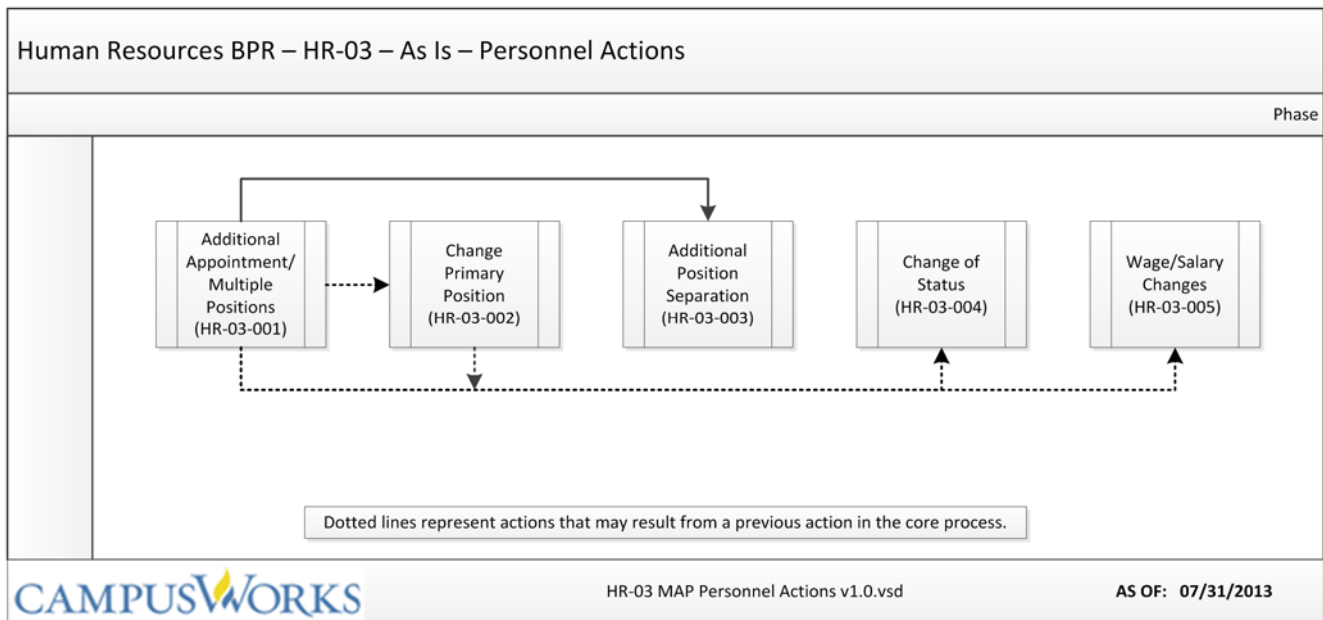 Human Resources BPR – HR-03 – As Is – Personnel Actions
Phase
Additional
Appointment/
Multiple
Positions
(HR-03-001)
Change
Primary
Position
(HR-03-002)
Additional
Position
Separation
(HR-03-003)
Change of
Status
(HR-03-004)
Wage/Salary
Changes
(HR-03-005)
Dotted lines represent actions that may result from a previous action in the core process.
CAMPUSWORKS
HR-03 MAP Personnel Actions v1.0.vsd
AS OF: 07/31/2013